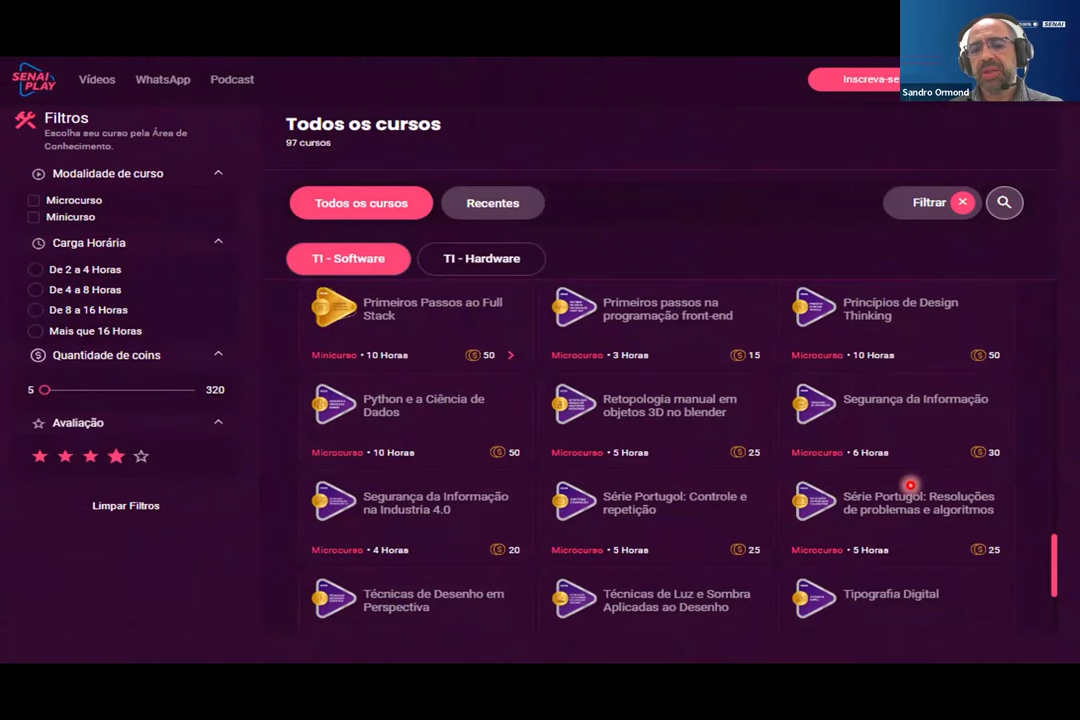 SENAI
SENAI
PLAY
Vídeos
WhatsApp
Podcast
Inscreva-se
Sandro Ormond
Filtros
Escolha seu curso pela Área de
Conhecimento.
Modalidade de curso
Microcurso
Minicurso
Carga Horária
De 2 a 4 Horas
De 4 a 8 Horas
De 8 a 16 Horas
Mais que 16 Horas
Quantidade de coins
5
320
Avaliação
Limpar Filtros
Todos os cursos
97 cursos
Todos os cursos
Recentes
Filtrar
TI - Software
TI - Hardware
Primeiros Passos ao Full
Stack
Minicurso • 10 Horas
50
Primeiros passos na
programação front-end
Microcurso • 3 Horas
15
Princípios de Design
Thinking
Microcurso • 10 Horas
50
Python e a Ciência de
Dados
Microcurso • 10 Horas
50
Retopologia manual em
objetos 3D no blender
Microcurso • 5 Horas
25
Segurança da Informação
Microcurso • 6 Horas
30
Segurança da Informação
na Industria 4.0
Microcurso • 4 Horas
20
Série Portugol: Controle e
repetição
Microcurso • 5 Horas
25
Série Portugol: Resoluções
de problemas e algoritmos
Microcurso • 5 Horas
25
Técnicas de Desenho em
Perspectiva
Técnicas de Luz e Sombra
Aplicadas ao Desenho
Tipografia Digital